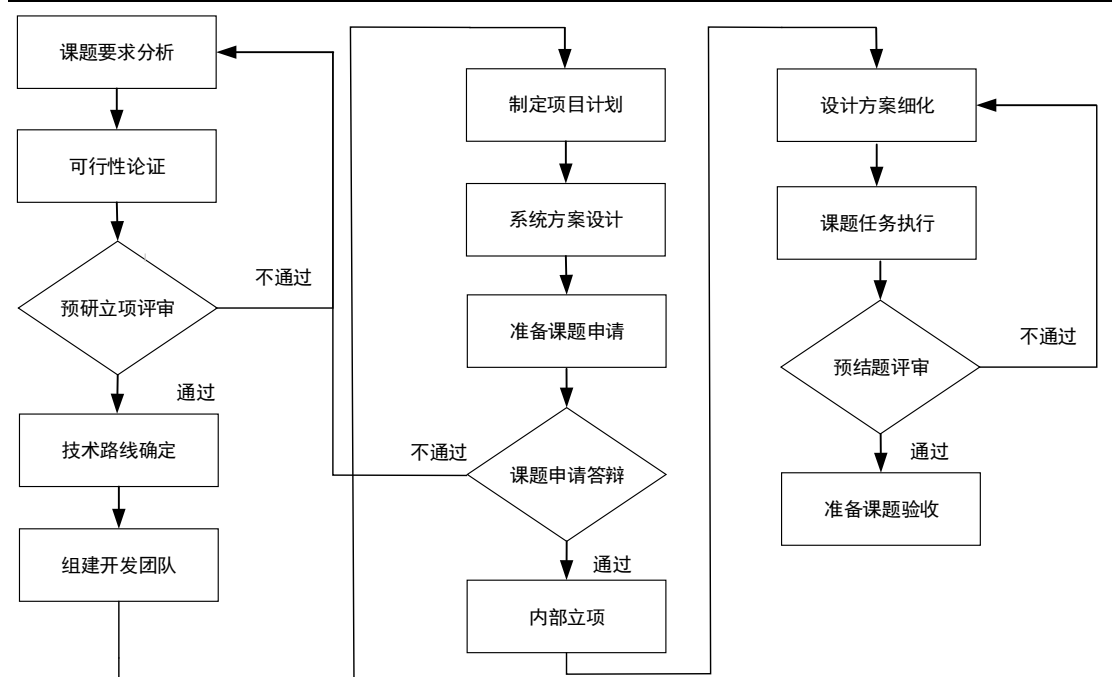 课题要求分析
可行性论证
预研立项评审
不通过
通过
技术路线确定
组建开发团队
制定项目计划
系统方案设计
准备课题申请
不通过
课题申请答辩
通过
内部立项
设计方案细化
课题任务执行
预结题评审
不通过
通过
准备课题验收